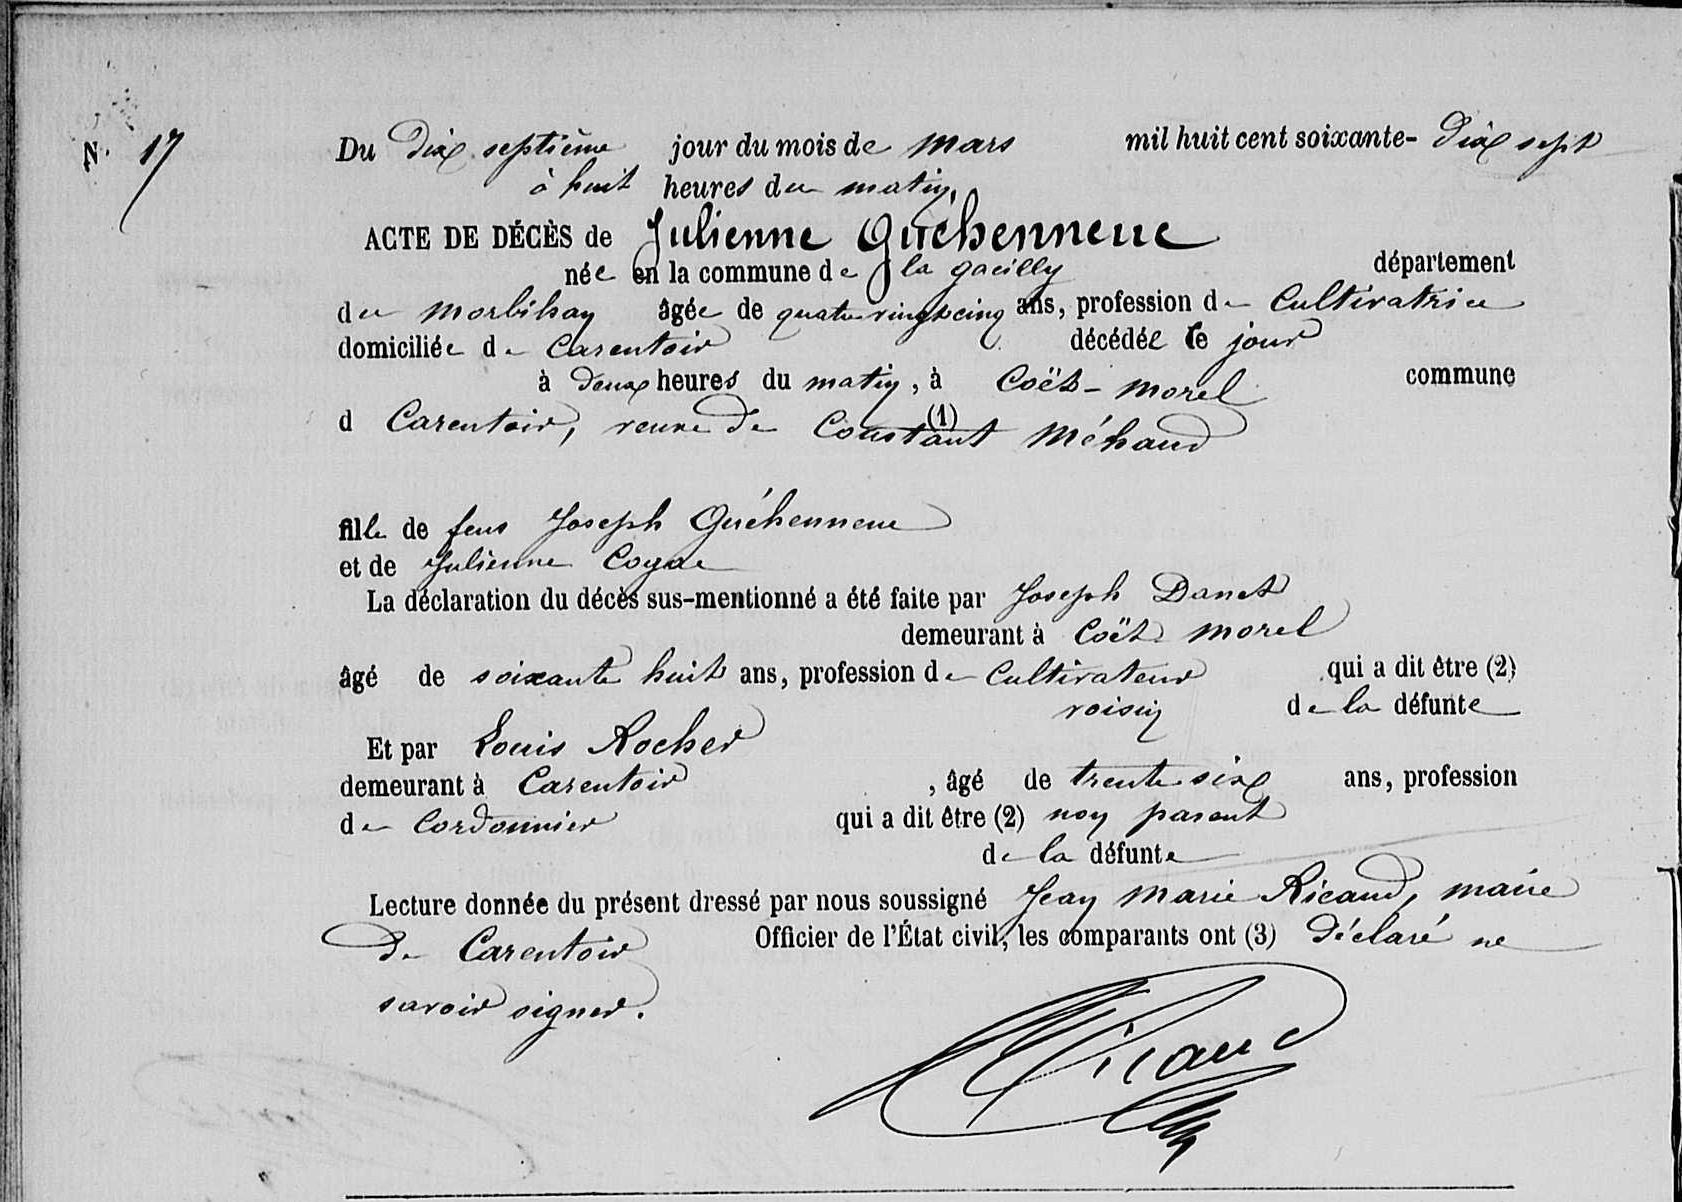 N. 17
Du Dix septième jour du mois de mars mil huit cent soixante- Dix sept
à huit heures du matin,
ACTE DE DÉCÈS de Julienne Guéhenneuc
née en la commune de la gacilly département
du morbihan âgée de quatre vingt cinq ans, profession de Cultivatrice
domiciliée de Carentoir décédée ce jour
à Deux heures du matin, à Coët-morel commune
d Carentoir, veuve de Constant Méhaud (1)
fille de feus Joseph Guéhenneuc
et de Julienne Coyac
La déclaration du décès sus-mentionné a été faite par Joseph Danet
demeurant à Coët morel
âgé de soixante huit ans, profession de Cultivateur qui a dit être (2)
voisin de la défunte
Et par Louis Rocher
demeurant à Carentoir, âgé de trente six ans, profession
de Cordonnier qui a dit être (2) non parent
de la défunte
Lecture donnée du présent dressé par nous soussigné Jean Marie Ricaud, maire
De Carentoir Officier de l'État civil, les comparants ont (3) Déclaré ne
savoir signer.
Ricaud